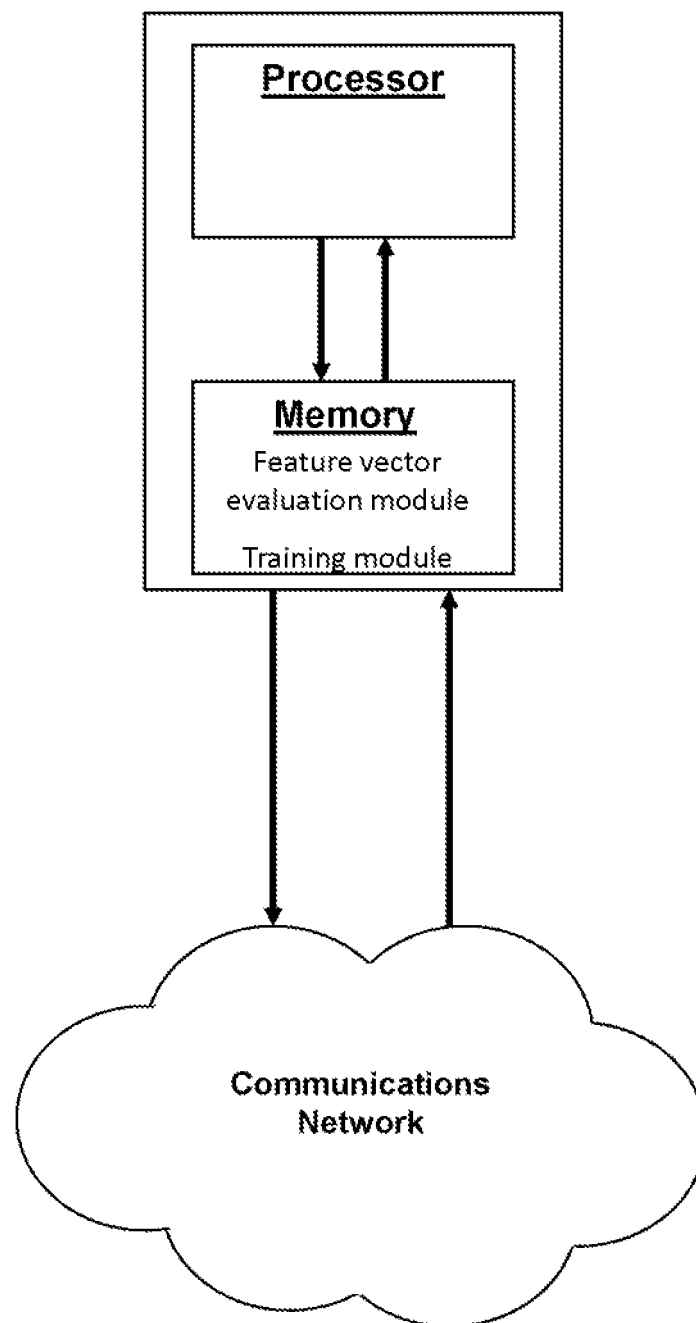 Processor
Memory
Feature vector
evaluation module
Training module
Communications
Network